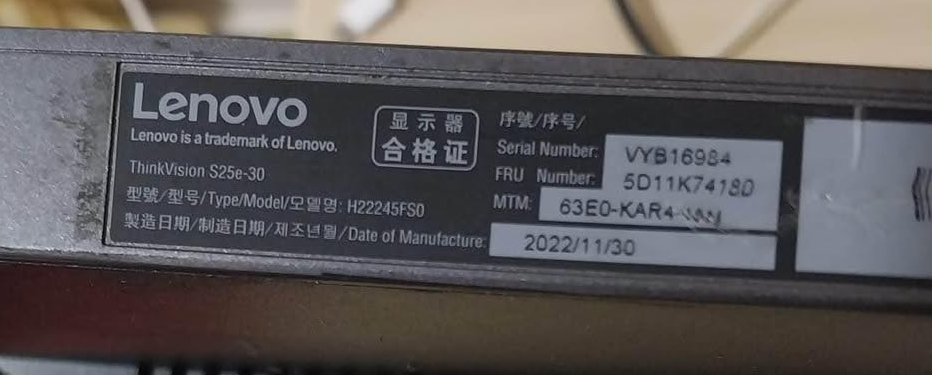 Lenovo
Lenovo is a trademark of Lenovo.
ThinkVision S25e-30
型號/型号/Type/Model/모델명: H22245FS0
製造日期/制造日期/제조년월/Date of Manufacture: 2022/11/30
显示器
合格证
序號/序号/
Serial Number: VYB16984
FRU Number: 5D11K74180
MTM: 63E0-KAR4